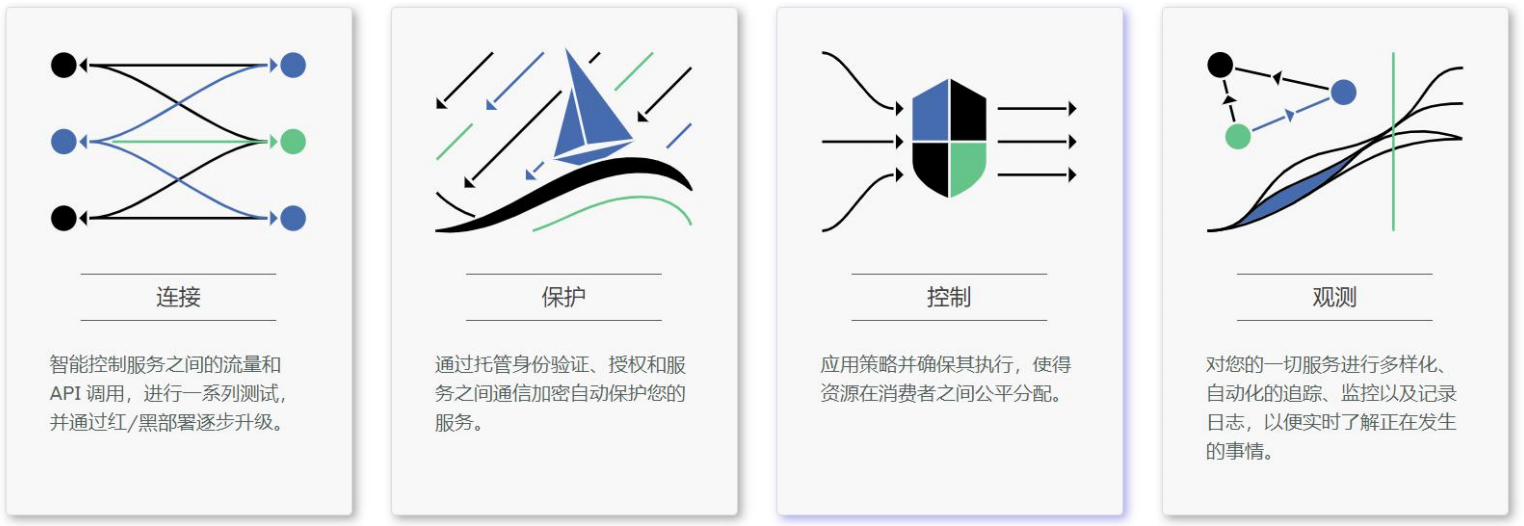 连接
智能控制服务之间的流量和
API 调用，进行一系列测试，
并通过红/黑部署逐步升级。
保护
通过托管身份验证、授权和服
务之间通信加密自动保护您的
服务。
控制
应用策略并确保其执行，使得
资源在消费者之间公平分配。
观测
对您的一切服务进行多样化、
自动化的追踪、监控以及记录
日志，以便实时了解正在发生
的事情。